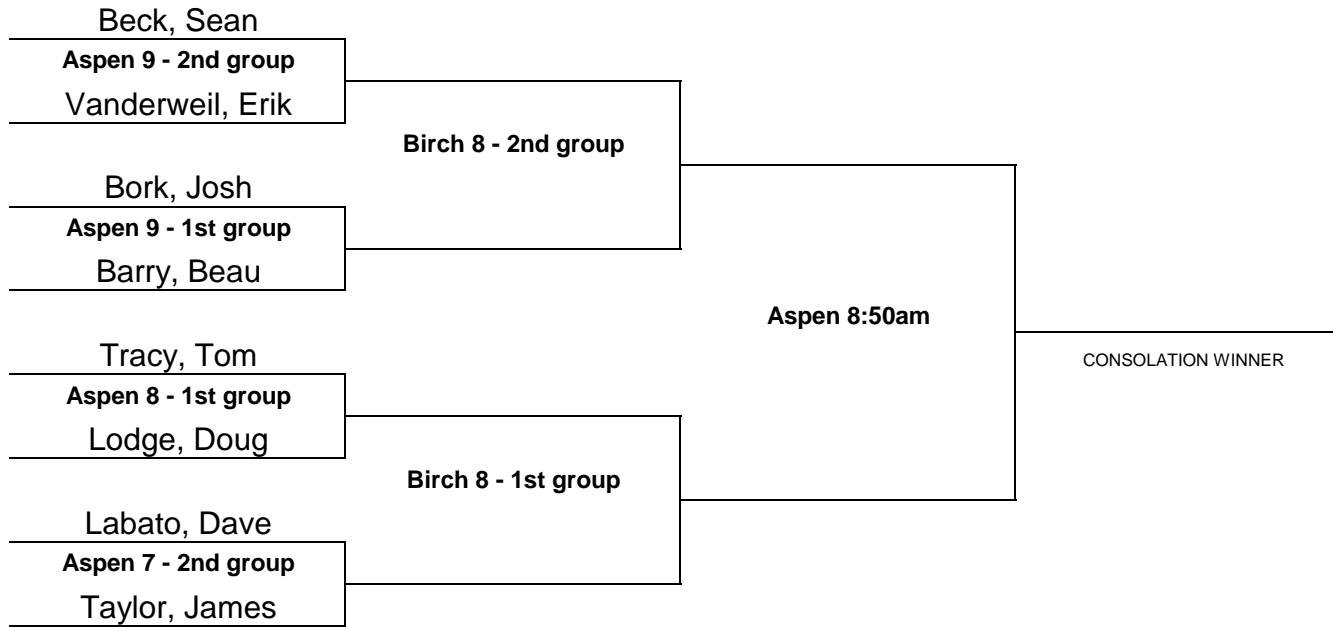 Beck, Sean
Aspen 9 - 2nd group
Vanderweil, Erik
Birch 8 - 2nd group
Bork, Josh
Aspen 9 - 1st group
Barry, Beau
Aspen 8:50am
Tracy, Tom
CONSOLATION WINNER
Aspen 8 - 1st group
Lodge, Doug
Birch 8 - 1st group
Labato, Dave
Aspen 7 - 2nd group
Taylor, James